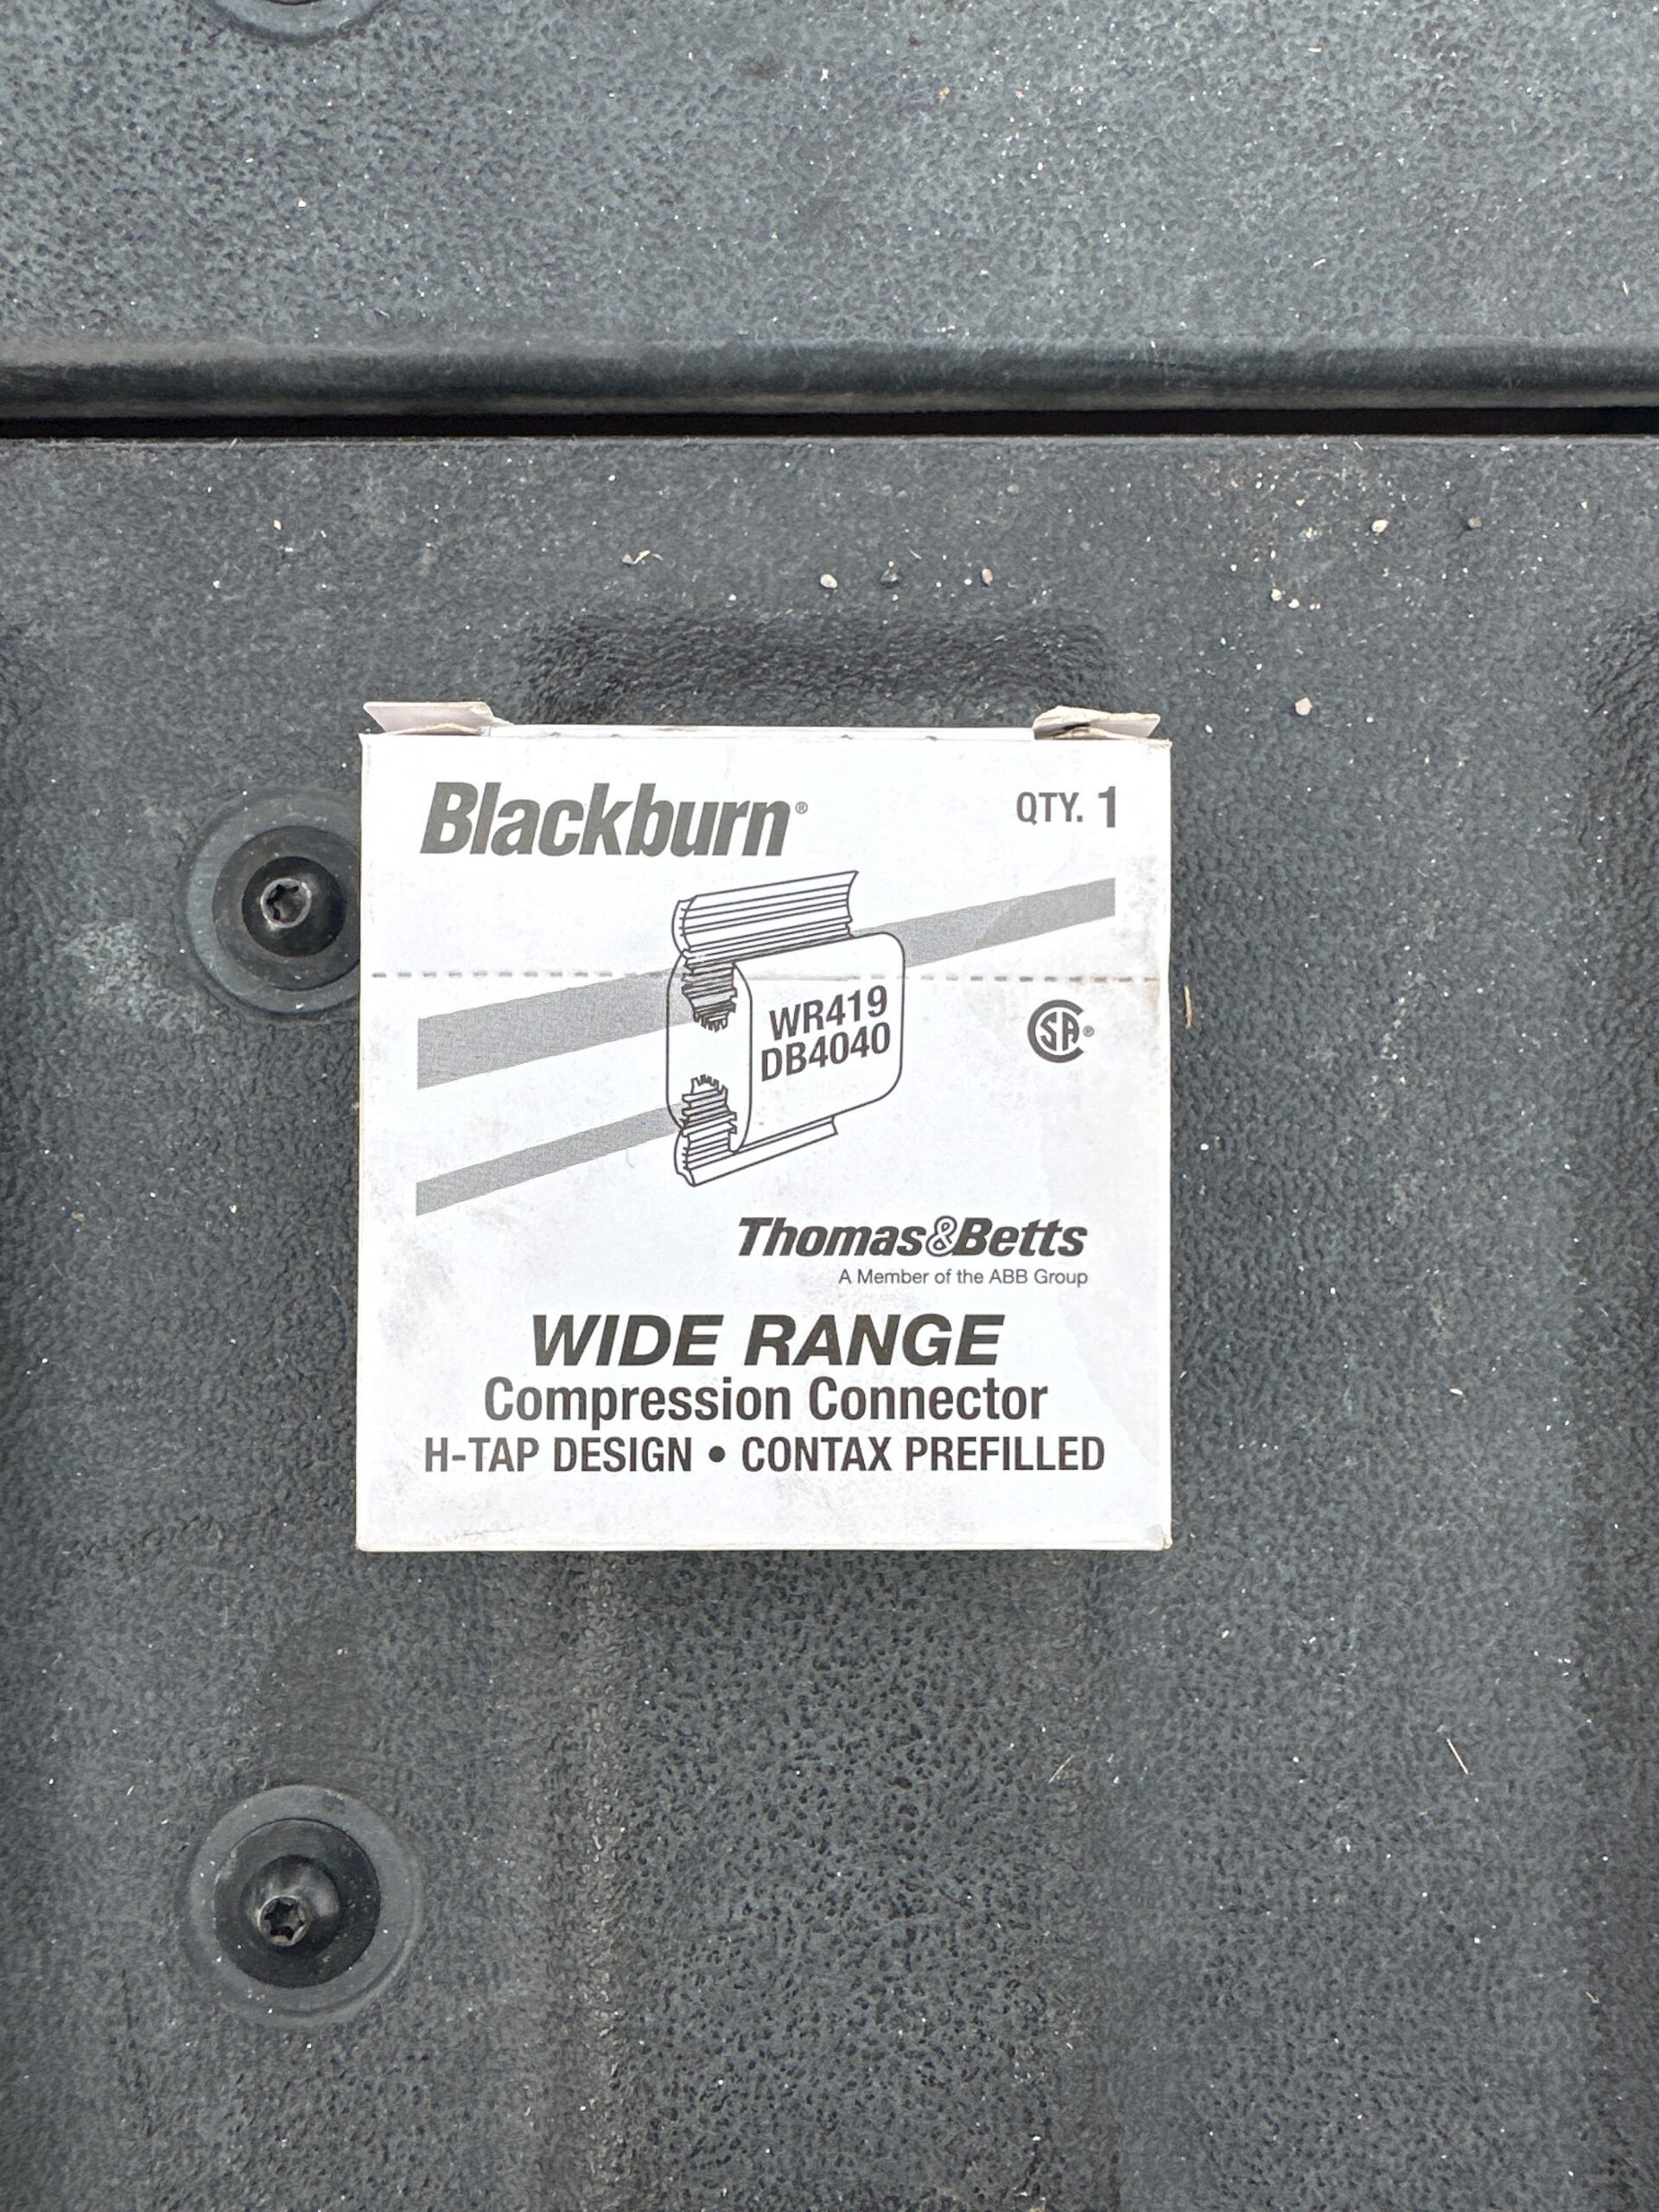 Blackburn®
QTY. 1
WR419
DB4040
CSA®
Thomas&Betts
A Member of the ABB Group
WIDE RANGE
Compression Connector
H-TAP DESIGN • CONTAX PREFILLED